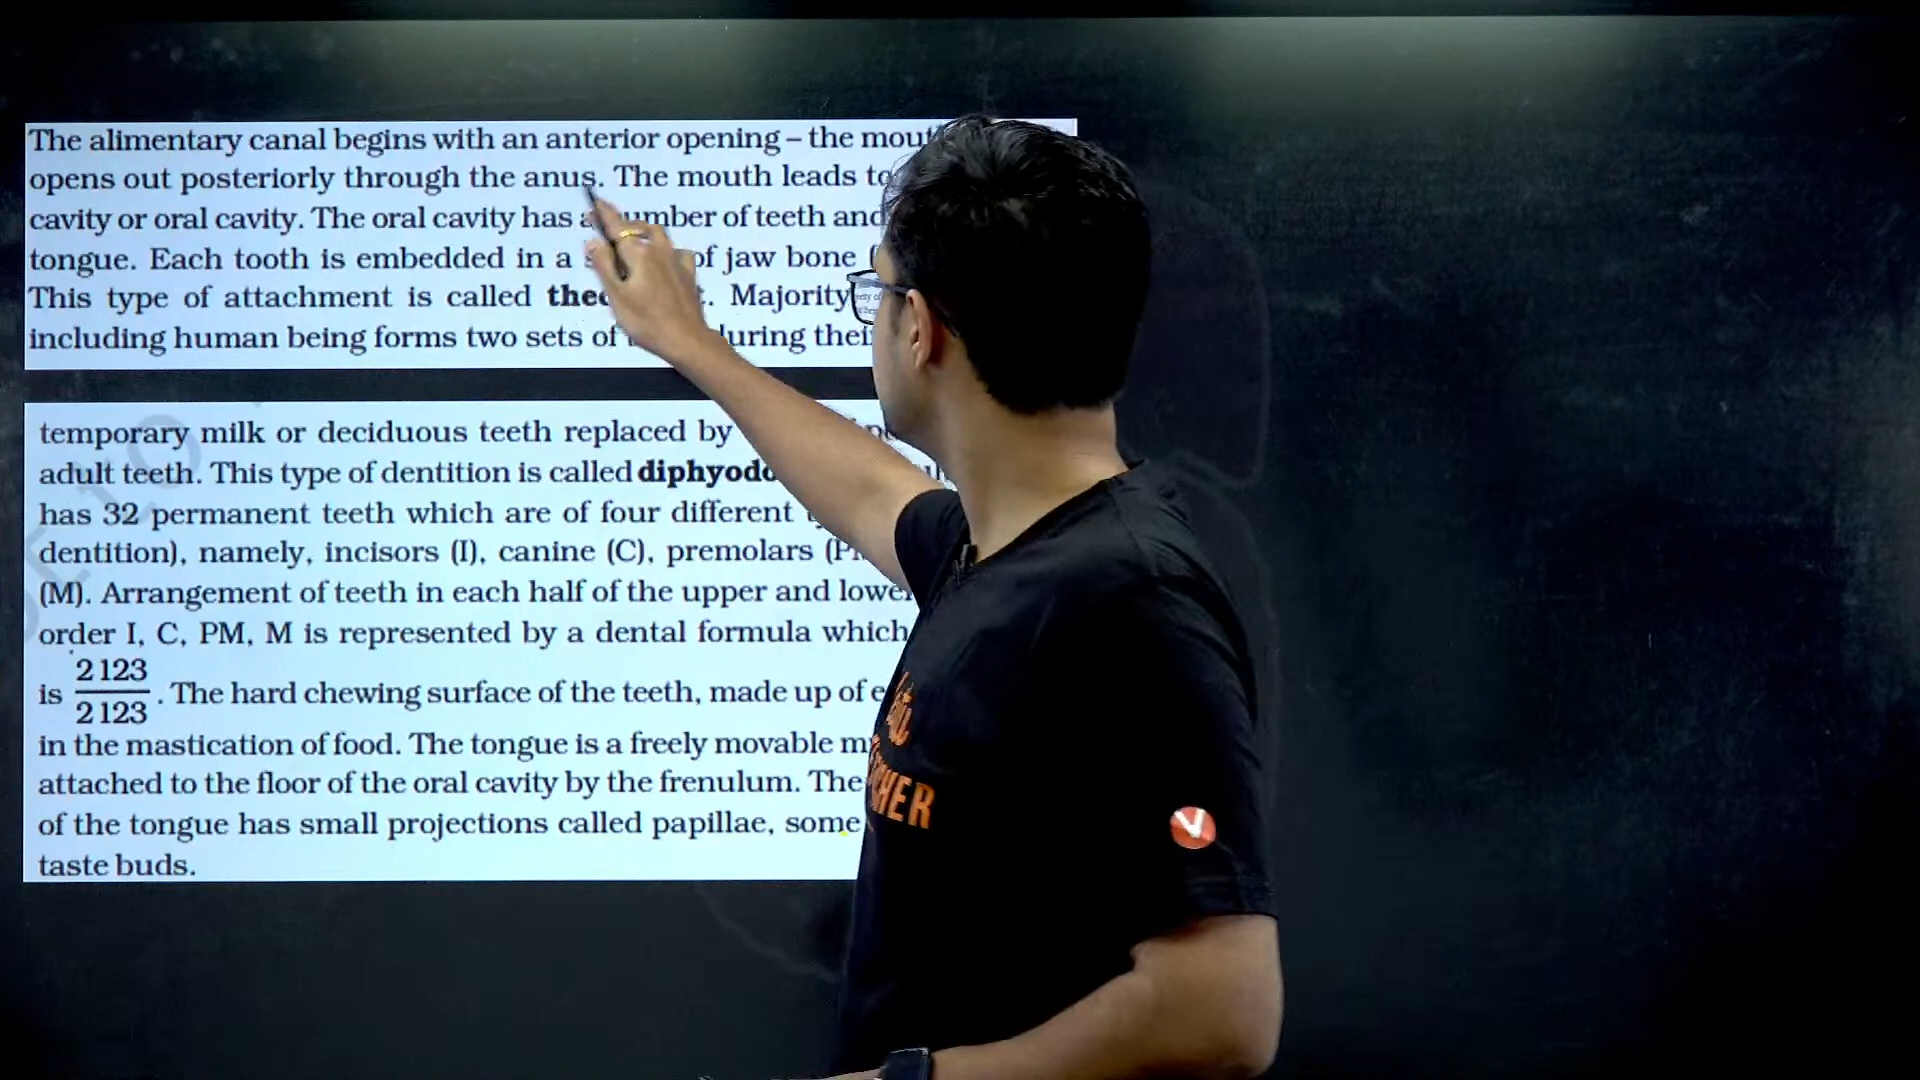 The alimentary canal begins with an anterior opening – the
opens out posteriorly through the anus. The mouth leads to
cavity or oral cavity. The oral cavity has number of teeth and
tongue. Each tooth is embedded in a of jaw bone
This type of attachment is called Majority
including human being forms two sets of during
temporary milk or deciduous teeth replaced by
adult teeth. This type of dentition is called
has 32 permanent teeth which are of four different
dentition), namely, incisors (I), canine (C), premolars
(M). Arrangement of teeth in each half of the upper and
order I, C, PM, M is represented by a dental formula which
is 2123
2123 . The hard chewing surface of the teeth, made up of
in the mastication of food. The tongue is a freely movable
attached to the floor of the oral cavity by the frenulum. The
of the tongue has small projections called papillae, some
taste buds.
V